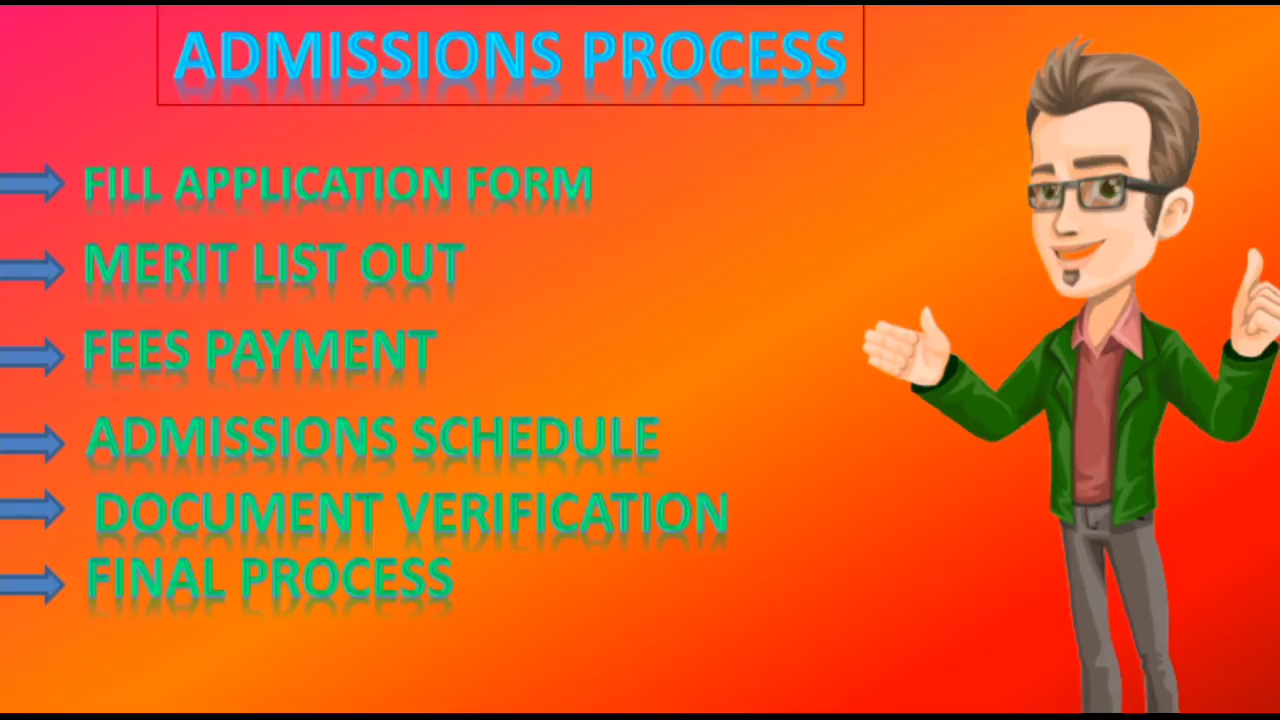 ADMISSIONS PROCESS
FILL APPLICATION FORM
MERIT LIST OUT
FEES PAYMENT
ADMISSIONS SCHEDULE
DOCUMENT VERIFICATION
FINAL PROCESS